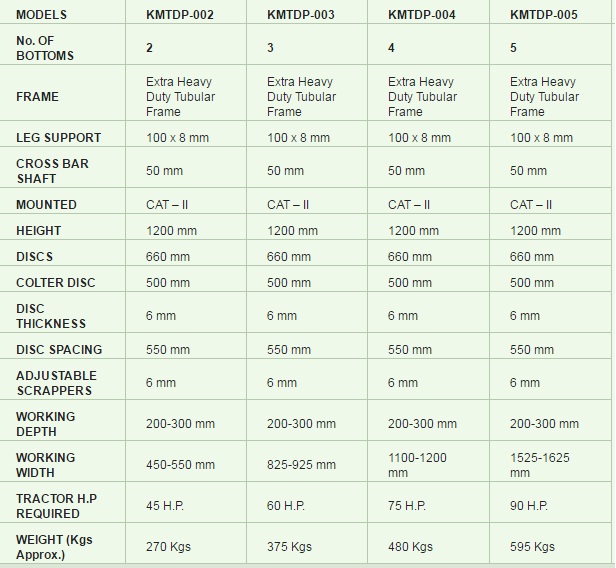 MODELS KMTDP-002 KMTDP-003 KMTDP-004 KMTDP-005
No. OF
BOTTOMS 2 3 4 5
FRAME Extra Heavy Duty Tubular Frame Extra Heavy Duty Tubular Frame Extra Heavy Duty Tubular Frame Extra Heavy Duty Tubular Frame
LEG SUPPORT 100 x 8 mm 100 x 8 mm 100 x 8 mm 100 x 8 mm
CROSS BAR
SHAFT 50 mm 50 mm 50 mm 50 mm
MOUNTED CAT – II CAT – II CAT – II CAT – II
HEIGHT 1200 mm 1200 mm 1200 mm 1200 mm
DISCS 660 mm 660 mm 660 mm 660 mm
COLTER DISC 500 mm 500 mm 500 mm 500 mm
DISC
THICKNESS 6 mm 6 mm 6 mm 6 mm
DISC SPACING 550 mm 550 mm 550 mm 550 mm
ADJUSTABLE
SCRAPPERS 6 mm 6 mm 6 mm 6 mm
WORKING
DEPTH 200-300 mm 200-300 mm 200-300 mm 200-300 mm
WORKING
WIDTH 450-550 mm 825-925 mm 1100-1200 mm 1525-1625 mm
TRACTOR H.P
REQUIRED 45 H.P. 60 H.P. 75 H.P. 90 H.P.
WEIGHT (Kgs
Approx.) 270 Kgs 375 Kgs 480 Kgs 595 Kgs